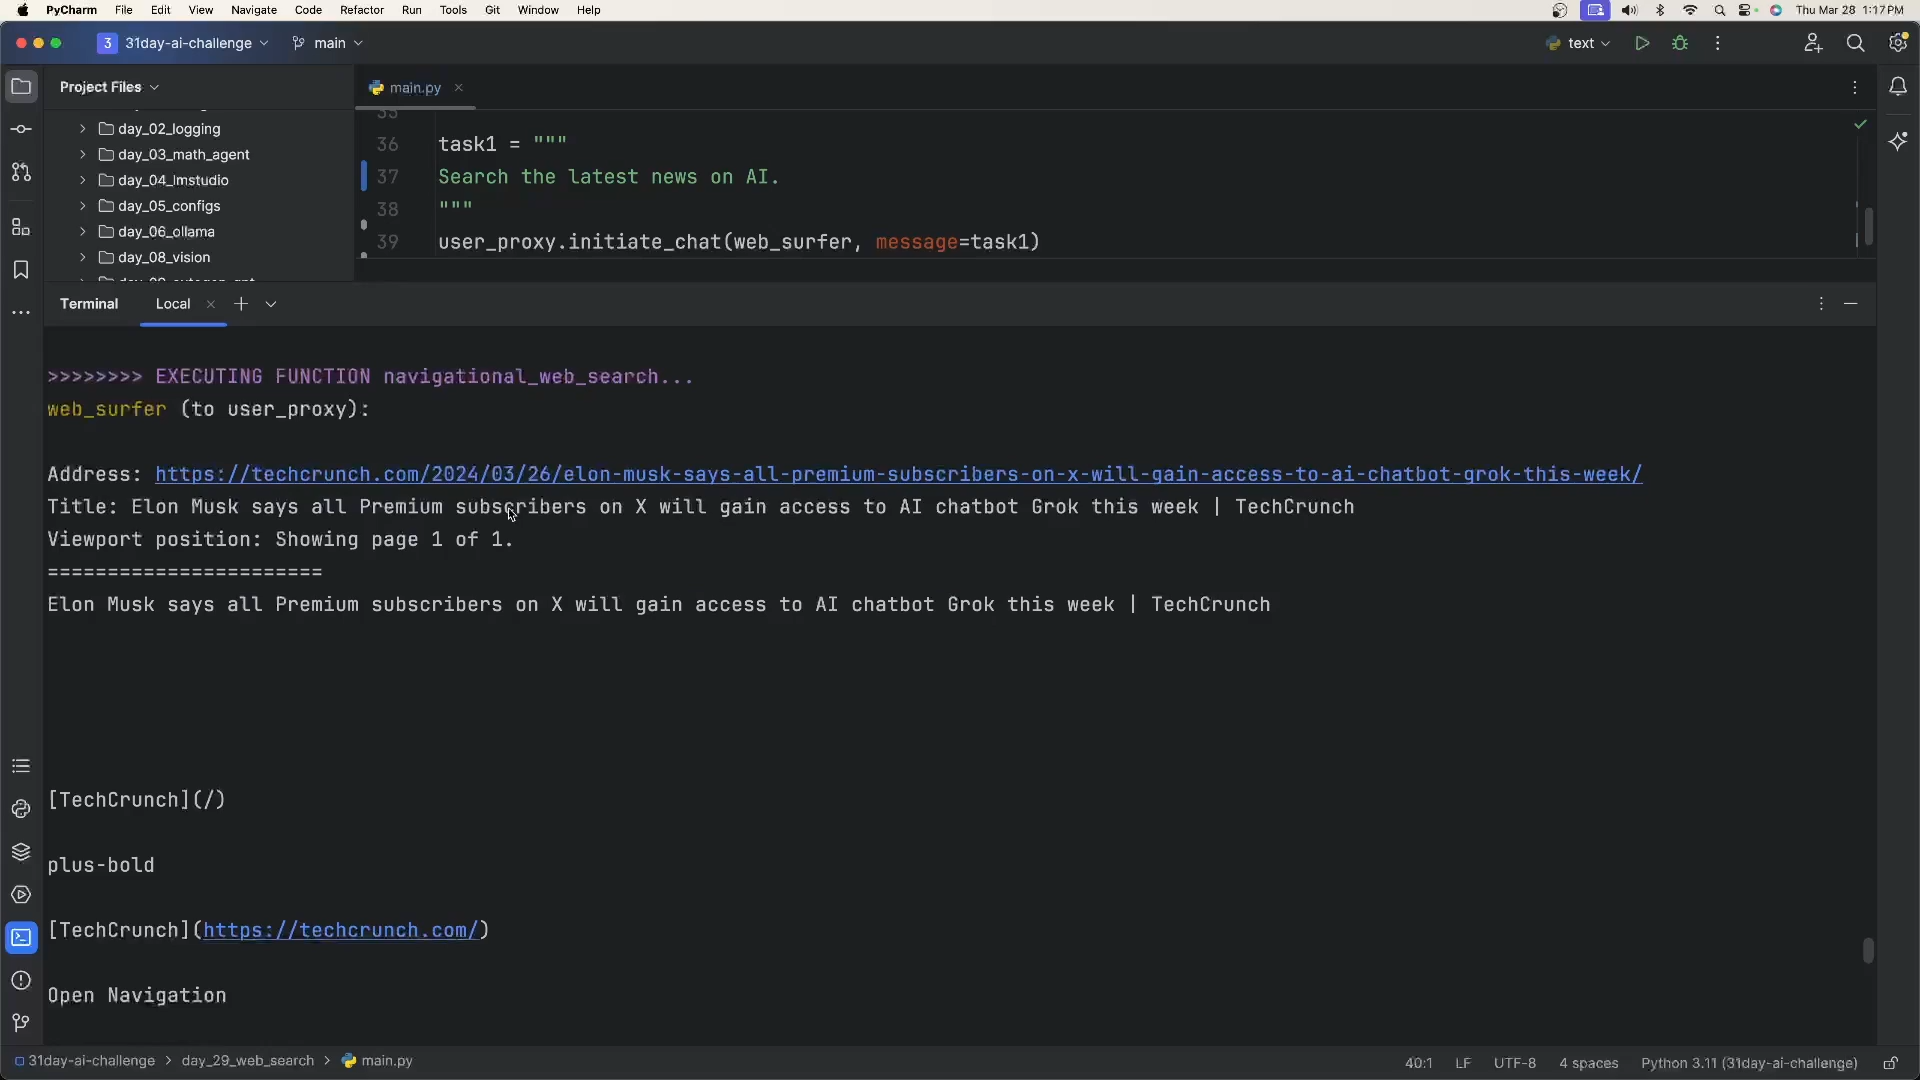 PyCharm File Edit View Navigate Code Refactor Run Tools Git Window Help Thu Mar 28 1:17 PM
3 31day-ai-challenge main text
Project Files main.py
day_02_logging
day_03_math_agent
day_04_lmstudio
day_05_configs
day_06_ollama
day_08_vision
35
36 task1 = """
37 Search the latest news on AI.
38 """
39 user_proxy.initiate_chat(web_surfer, message=task1)
Terminal Local
>>>>>>>> EXECUTING FUNCTION navigational_web_search...
web_surfer (to user_proxy):
Address: https://techcrunch.com/2024/03/26/elon-musk-says-all-premium-subscribers-on-x-will-gain-access-to-ai-chatbot-grok-this-week/
Title: Elon Musk says all Premium subscribers on X will gain access to AI chatbot Grok this week | TechCrunch
Viewport position: Showing page 1 of 1.
=======================
Elon Musk says all Premium subscribers on X will gain access to AI chatbot Grok this week | TechCrunch
[TechCrunch](/)
plus-bold
[TechCrunch](https://techcrunch.com/)
Open Navigation
31day-ai-challenge > day_29_web_search > main.py 40:1 LF UTF-8 4 spaces Python 3.11 (31day-ai-challenge)